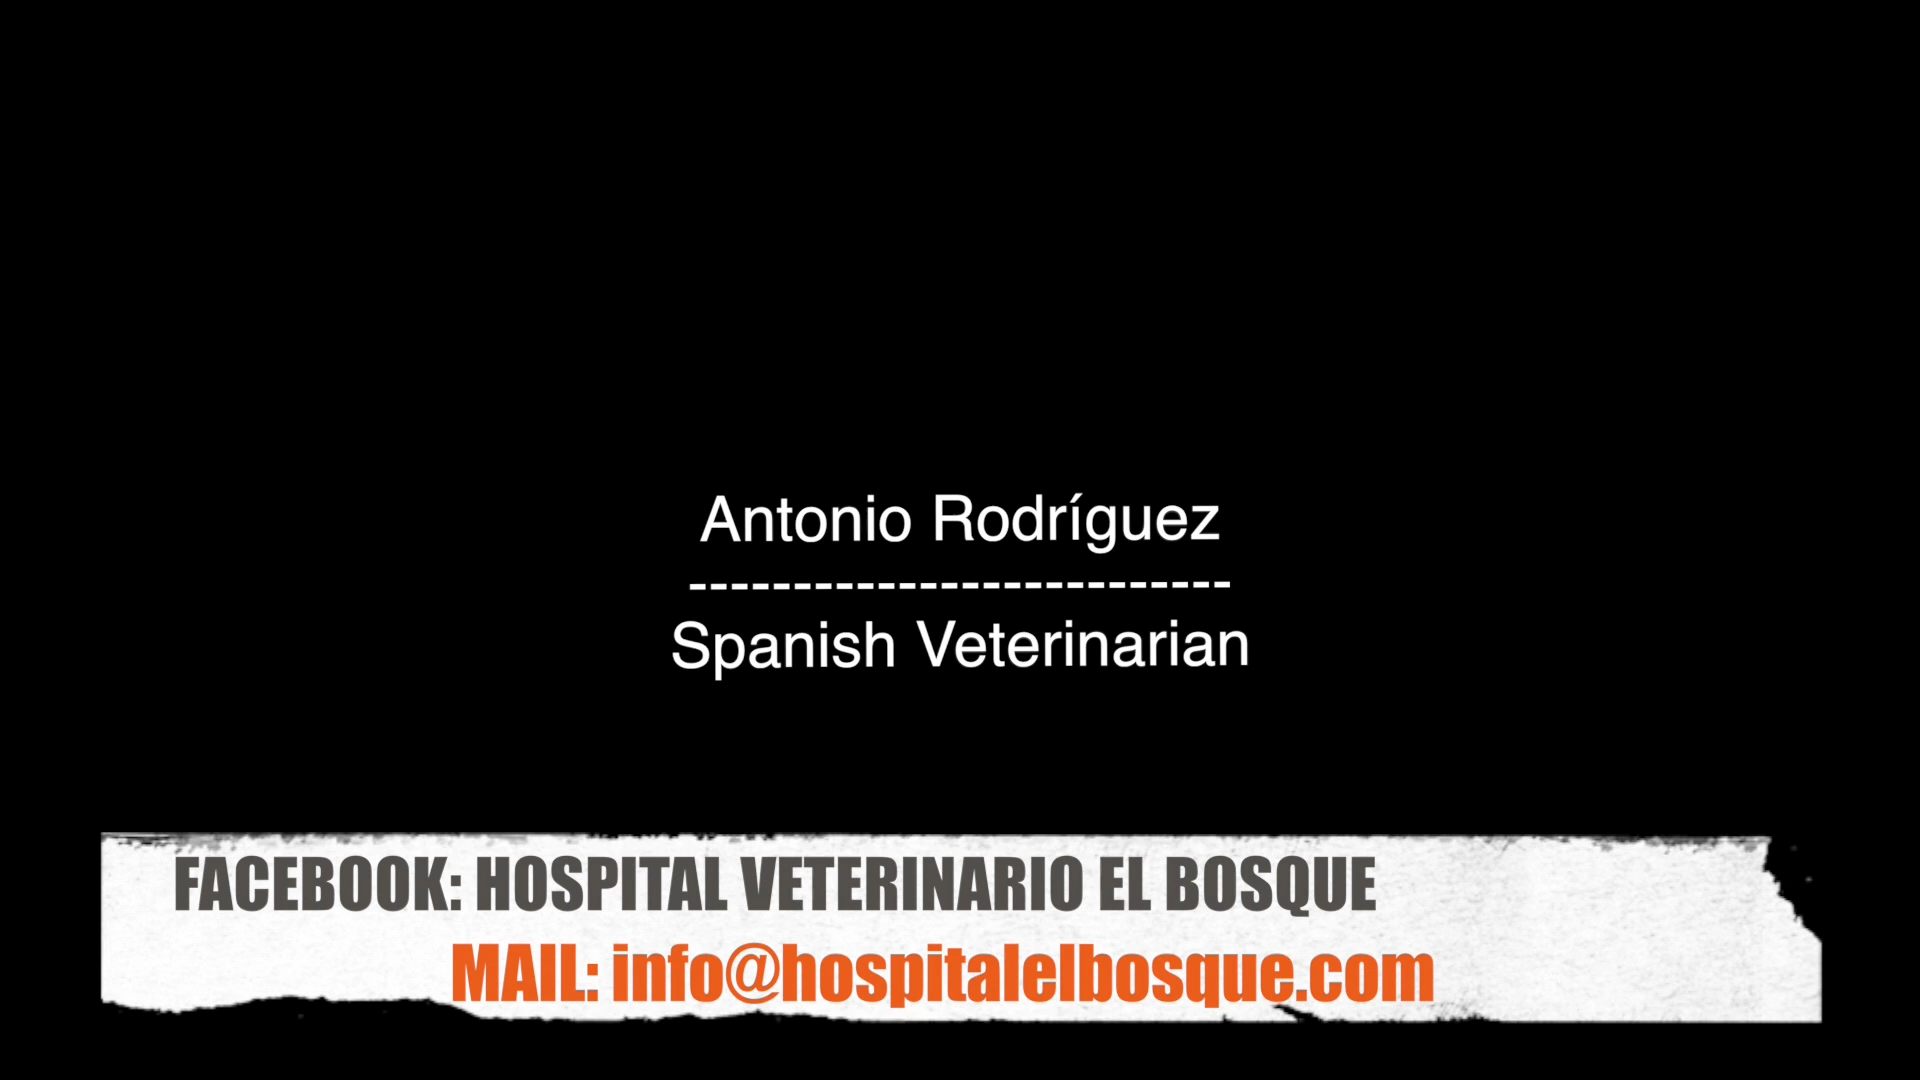 Antonio Rodríguez
--------------------------
Spanish Veterinarian
FACEBOOK: HOSPITAL VETERINARIO EL BOSQUE
MAIL: info@hospitalelbosque.com